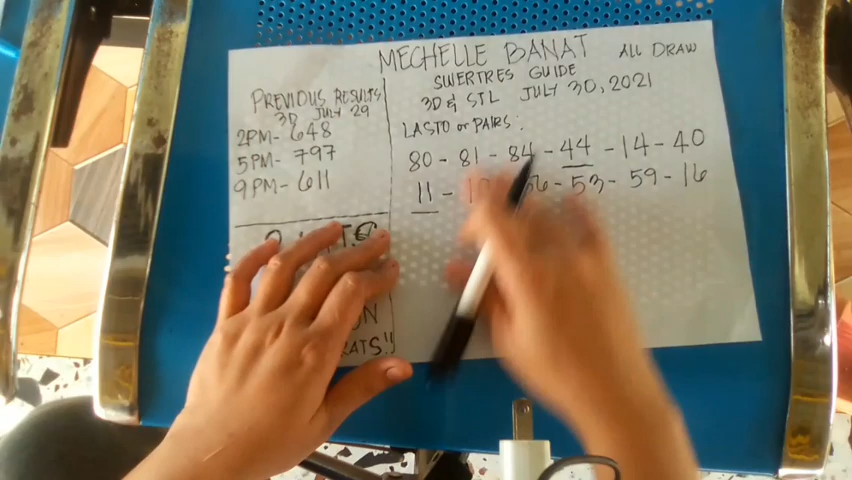 MECHELLE BANAT ALL DRAW
SWERTRES GUIDE
3D & STL JULY 30, 2021
PREVIOUS RESULTS
3D JULY 29
2PM- 648
5PM- 797
9PM- 611
LASTO or PAIRS:
80 - 81 - 84 - 44 - 14 - 40
11 - 56 - 53 - 59 - 16